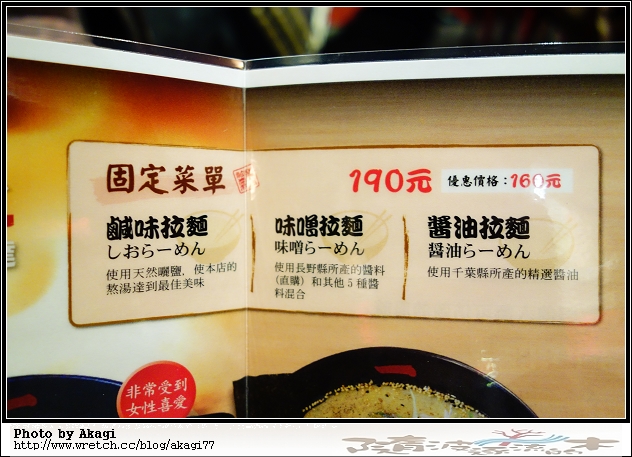 固定菜單
190元 優惠價格：160元
鹹味拉麵
しおらーめん
使用天然曬鹽，使本店的
熬湯達到最佳美味
味噌拉麵
味噌らーめん
使用長野縣所產的醬料
(直購) 和其他5種醬
料混合
醬油拉麵
醬油らーめん
使用千葉縣所產的精選醬油
非常受到
女性喜愛
Photo by Akagi
http://www.wretch.cc/blog/akagi77